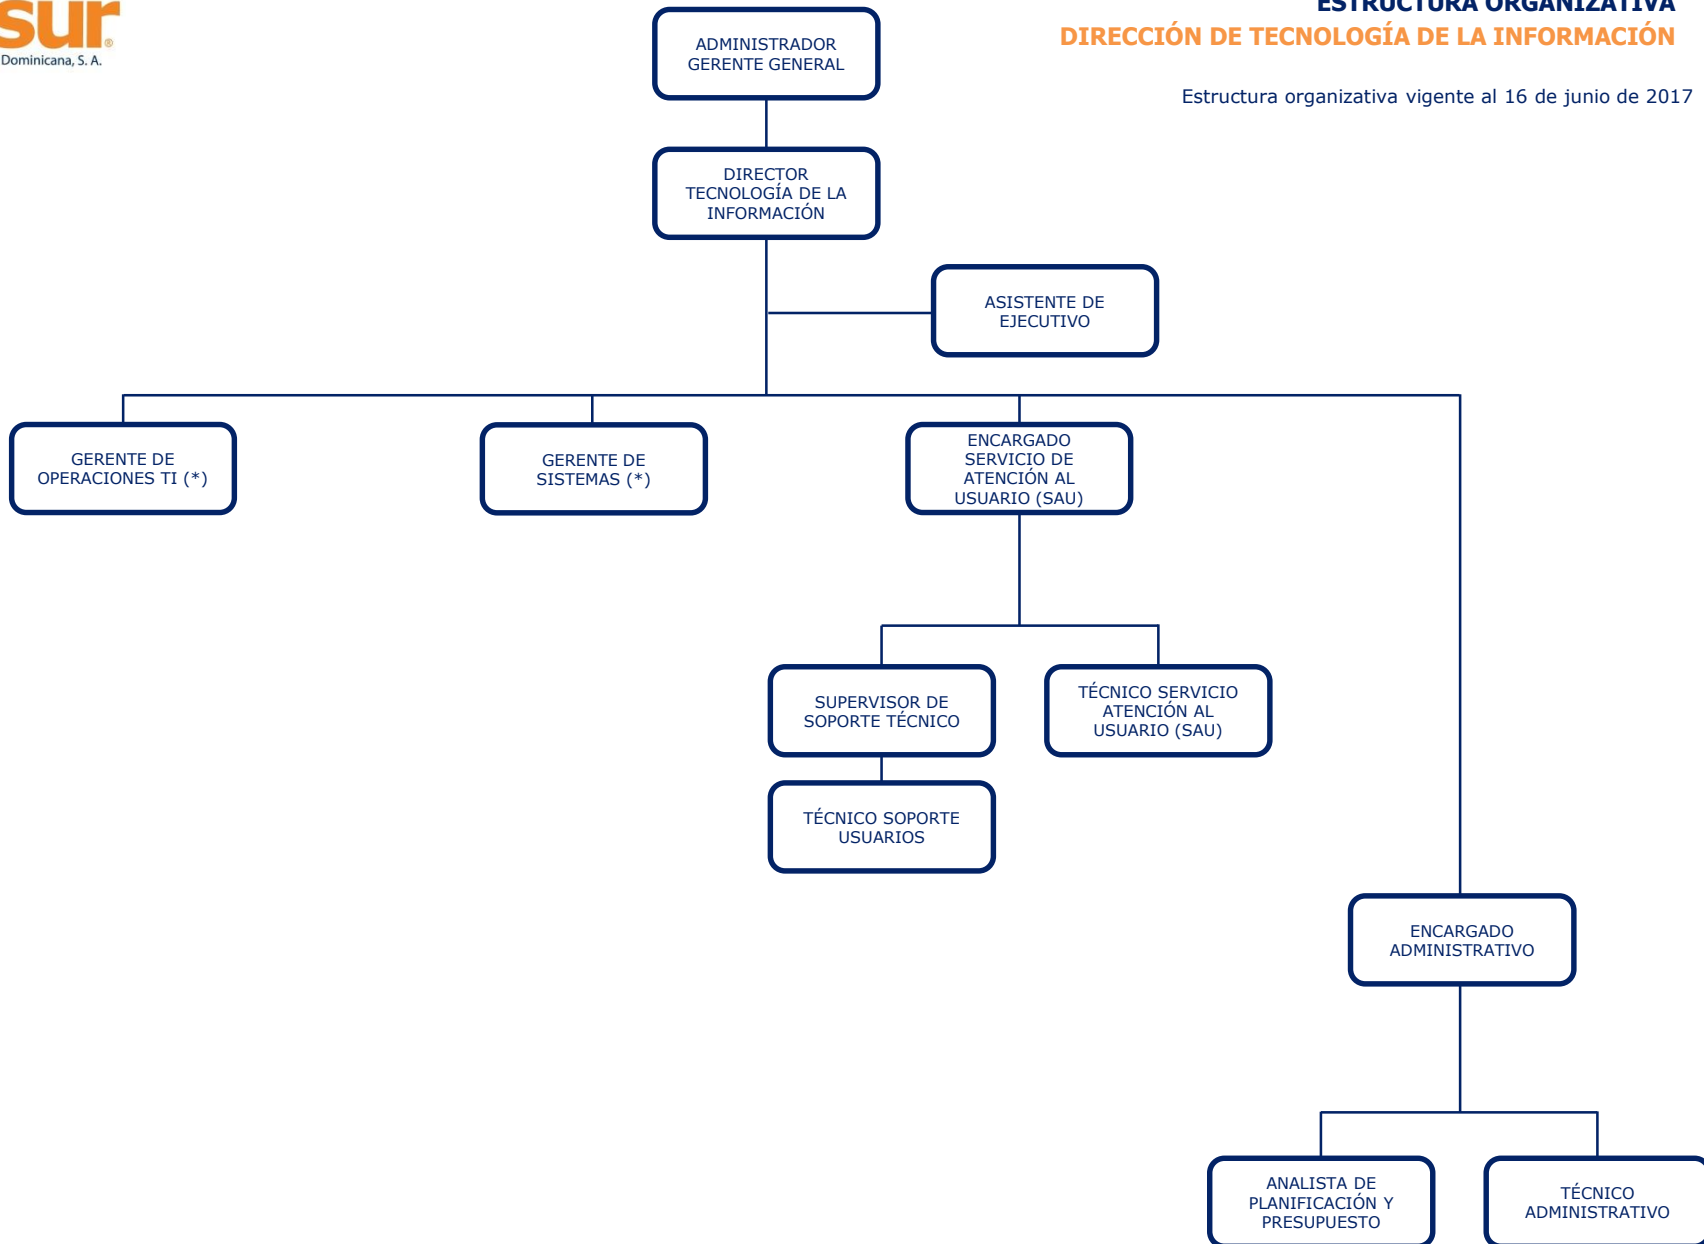 sur®
Dominicana, S. A.
ESTRUCTURA ORGANIZATIVA
DIRECCIÓN DE TECNOLOGÍA DE LA INFORMACIÓN
Estructura organizativa vigente al 16 de junio de 2017
ADMINISTRADOR
GERENTE GENERAL
DIRECTOR
TECNOLOGÍA DE LA
INFORMACIÓN
ASISTENTE DE
EJECUTIVO
GERENTE DE
OPERACIONES TI (*)
GERENTE DE
SISTEMAS (*)
ENCARGADO
SERVICIO DE
ATENCIÓN AL
USUARIO (SAU)
SUPERVISOR DE
SOPORTE TÉCNICO
TÉCNICO SERVICIO
ATENCIÓN AL
USUARIO (SAU)
TÉCNICO SOPORTE
USUARIOS
ENCARGADO
ADMINISTRATIVO
ANALISTA DE
PLANIFICACIÓN Y
PRESUPUESTO
TÉCNICO
ADMINISTRATIVO